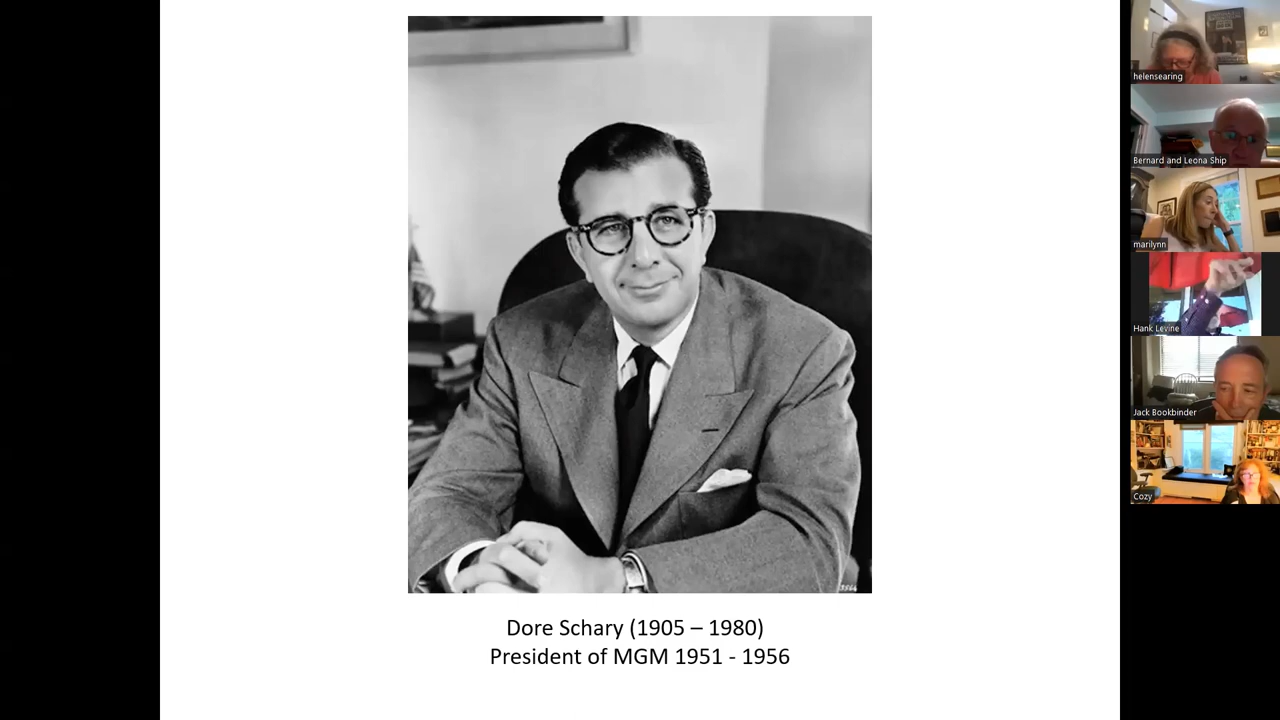 Dore Schary (1905 – 1980)
President of MGM 1951 - 1956
helensearing
Bernard and Leona Ship
marilynn
Hank Levine
Jack Bookbinder
Cozy